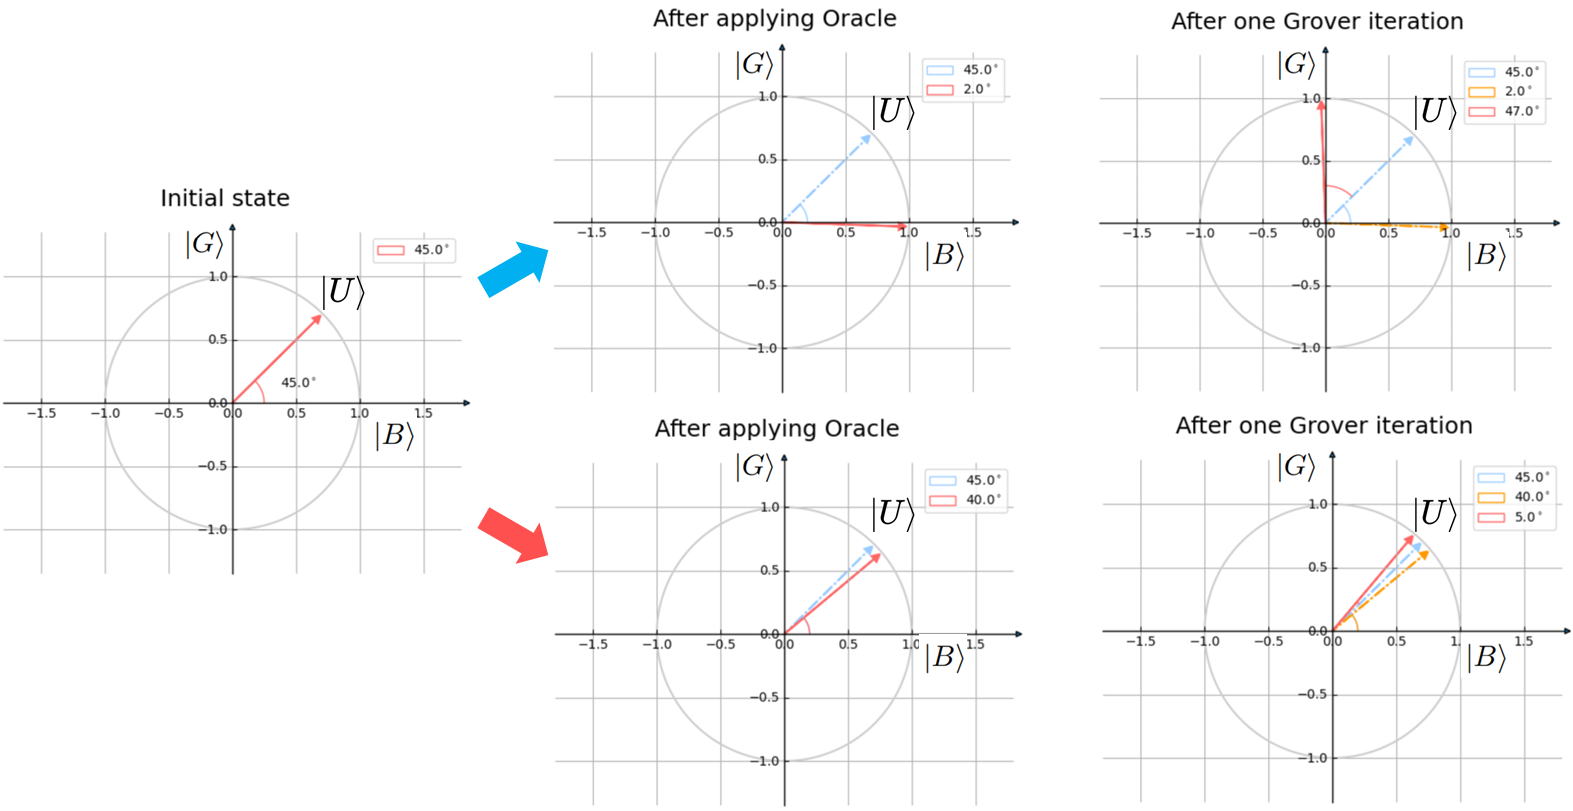 Initial state
|G⟩
45.0°
|U⟩
1.0
0.5
45.0°
0.0
−1.5 −1.0 −0.5 0.0 0.5 1.0 1.5
|B⟩
−0.5
−1.0
After applying Oracle
|G⟩
45.0°
2.0°
|U⟩
1.0
0.5
0.0
−1.5 −1.0 −0.5 0.0 0.5 1.0 1.5
|B⟩
−0.5
−1.0
After one Grover iteration
|G⟩
45.0°
2.0°
47.0°
|U⟩
1.0
0.5
0.0
−1.5 −1.0 −0.5 0.0 0.5 1.0 1.5
|B⟩
−0.5
−1.0
After applying Oracle
|G⟩
45.0°
40.0°
|U⟩
1.0
0.5
0.0
−1.5 −1.0 −0.5 0.0 0.5 1.0 1.5
|B⟩
−0.5
−1.0
After one Grover iteration
|G⟩
45.0°
40.0°
5.0°
|U⟩
1.0
0.5
0.0
−1.5 −1.0 −0.5 0.0 0.5 1. 1.5
|B⟩
−0.5
−1.0